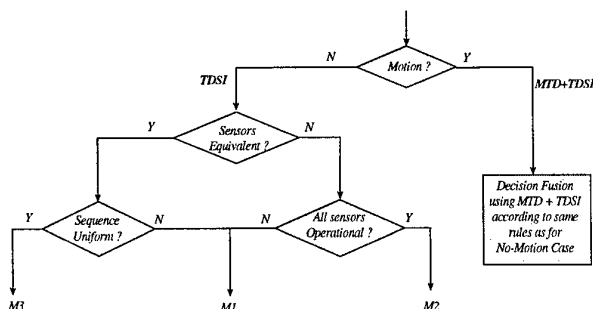 Motion ?
N
Y
TDSI
MTD+TDSI
Sensors
Equivalent ?
Y
N
Decision Fusion
using MTD + TDSI
according to same
rules as for
No-Motion Case
Sequence
Uniform ?
Y
N
All sensors
Operational ?
N
Y
M3
M1
M2